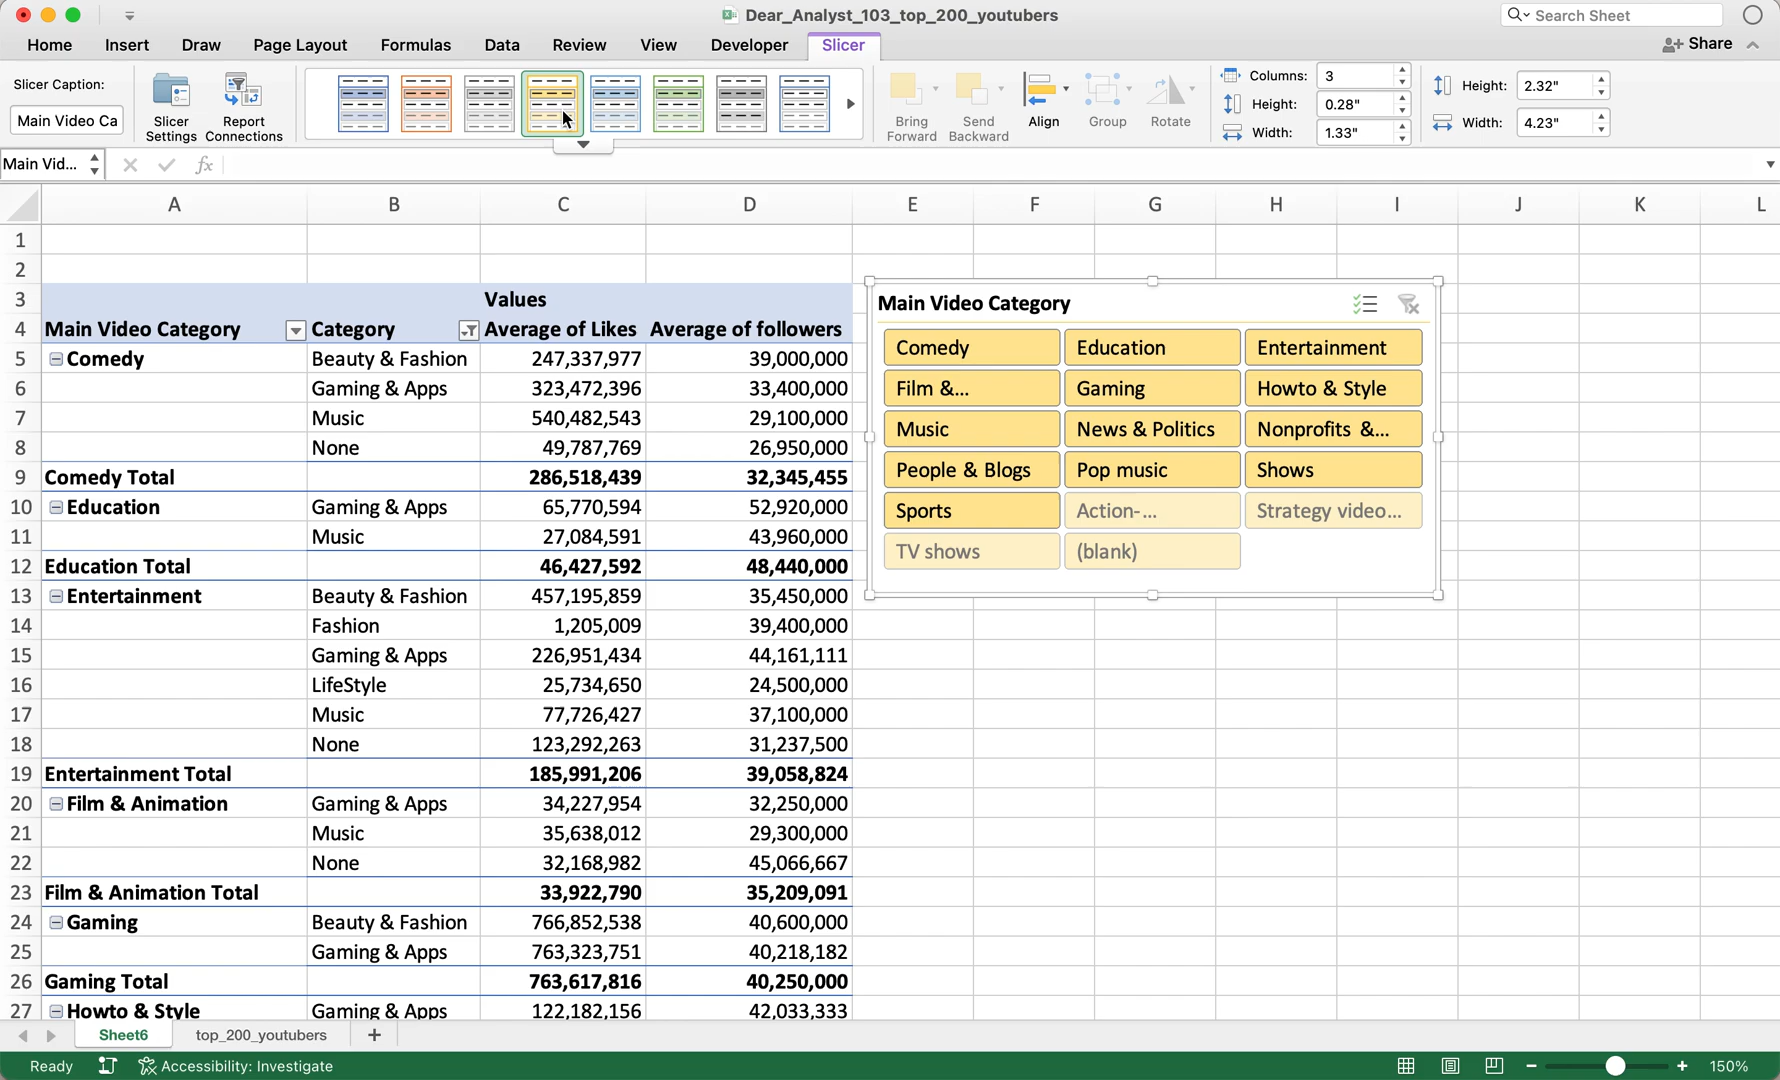 Dear_Analyst_103_top_200_youtubers
Search Sheet
Home Insert Draw Page Layout Formulas Data Review View Developer Slicer
Share
Slicer Caption:
Main Video Ca
Slicer Settings
Report Connections
Bring Forward
Send Backward
Align
Group
Rotate
Columns: 3
Height: 0.28"
Width: 1.33"
Height: 2.32"
Width: 4.23"
Main Vid...
fx
A B C D E F G H I J K L
1
2
3 Values
4 Main Video Category Category Average of Likes Average of followers
5 Comedy Beauty & Fashion 247,337,977 39,000,000
6 Gaming & Apps 323,472,396 33,400,000
7 Music 540,482,543 29,100,000
8 None 49,787,769 26,950,000
9 Comedy Total 286,518,439 32,345,455
10 Education Gaming & Apps 65,770,594 52,920,000
11 Music 27,084,591 43,960,000
12 Education Total 46,427,592 48,440,000
13 Entertainment Beauty & Fashion 457,195,859 35,450,000
14 Fashion 1,205,009 39,400,000
15 Gaming & Apps 226,951,434 44,161,111
16 LifeStyle 25,734,650 24,500,000
17 Music 77,726,427 37,100,000
18 None 123,292,263 31,237,500
19 Entertainment Total 185,991,206 39,058,824
20 Film & Animation Gaming & Apps 34,227,954 32,250,000
21 Music 35,638,012 29,300,000
22 None 32,168,982 45,066,667
23 Film & Animation Total 33,922,790 35,209,091
24 Gaming Beauty & Fashion 766,852,538 40,600,000
25 Gaming & Apps 763,323,751 40,218,182
26 Gaming Total 763,617,816 40,250,000
27 Howto & Style Gaming & Apps 122,182,156 42,033,333
Main Video Category
Comedy Education Entertainment
Film &... Gaming Howto & Style
Music News & Politics Nonprofits &...
People & Blogs Pop music Shows
Sports Action-... Strategy video...
TV shows (blank)
Sheet6 top_200_youtubers
Ready Accessibility: Investigate 150%